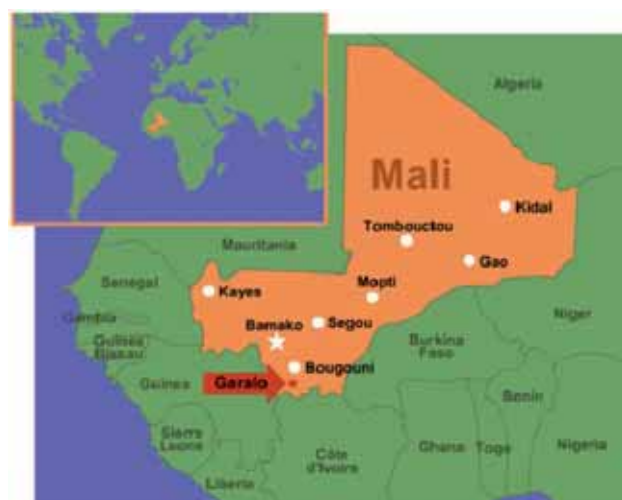 Algeria
Mali
Kidal
Tombouctou
Mauritania
Gao
Mopti
Senegal
Kayes
Segou
Niger
Gambia
Bamako
Guinea
Bissau
Burkina
Faso
Bougouni
Garalo
Guinea
Benin
Sierra
Leone
Ghana
Togo
Nigeria
Côte
d'Ivoire
Liberia